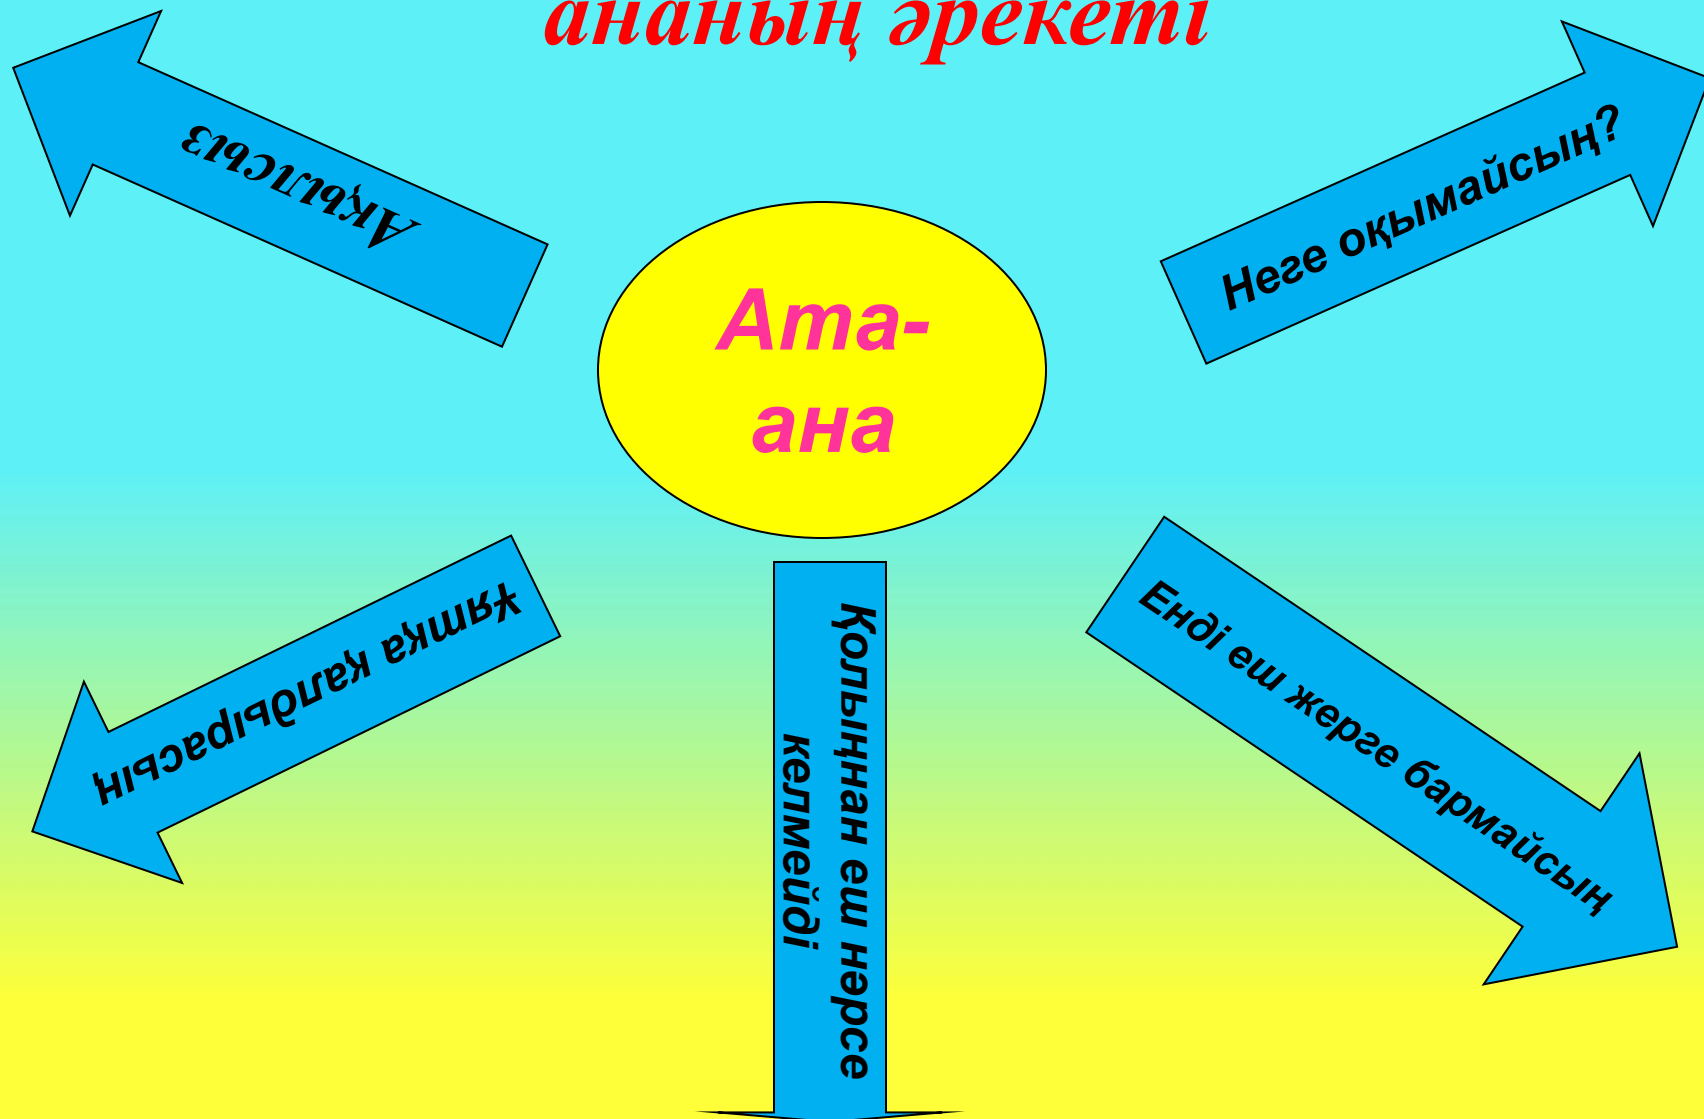 ананың әрекеті
Ақылсыз
Неге оқымайсың?
Ата-
ана
Ұятқа қалдырасың
Қолыңнан еш нәрсе
келмейді
Енді еш жерге бармайсың